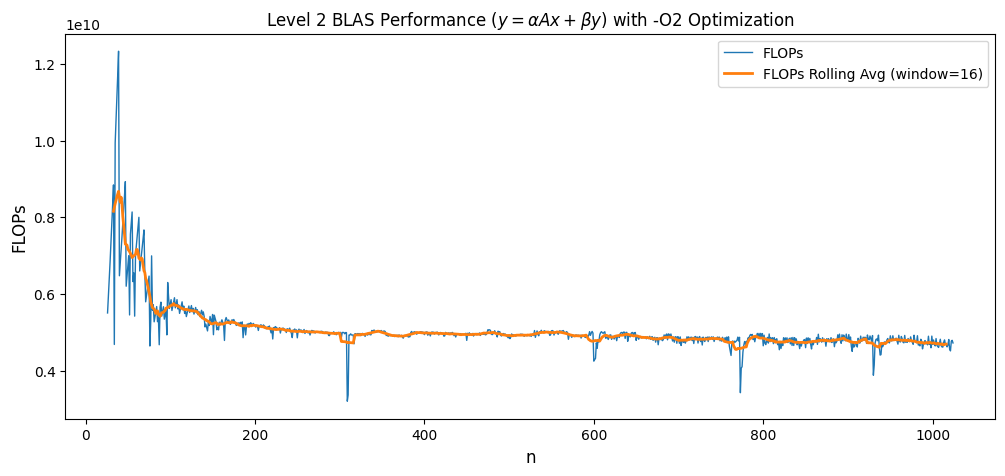 Level 2 BLAS Performance (y = αAx + βy) with -O2 Optimization
1e10
FLOPs
FLOPs Rolling Avg (window=16)
1.2
1.0
0.8
0.6
0.4
FLOPs
0 200 400 600 800 1000
n